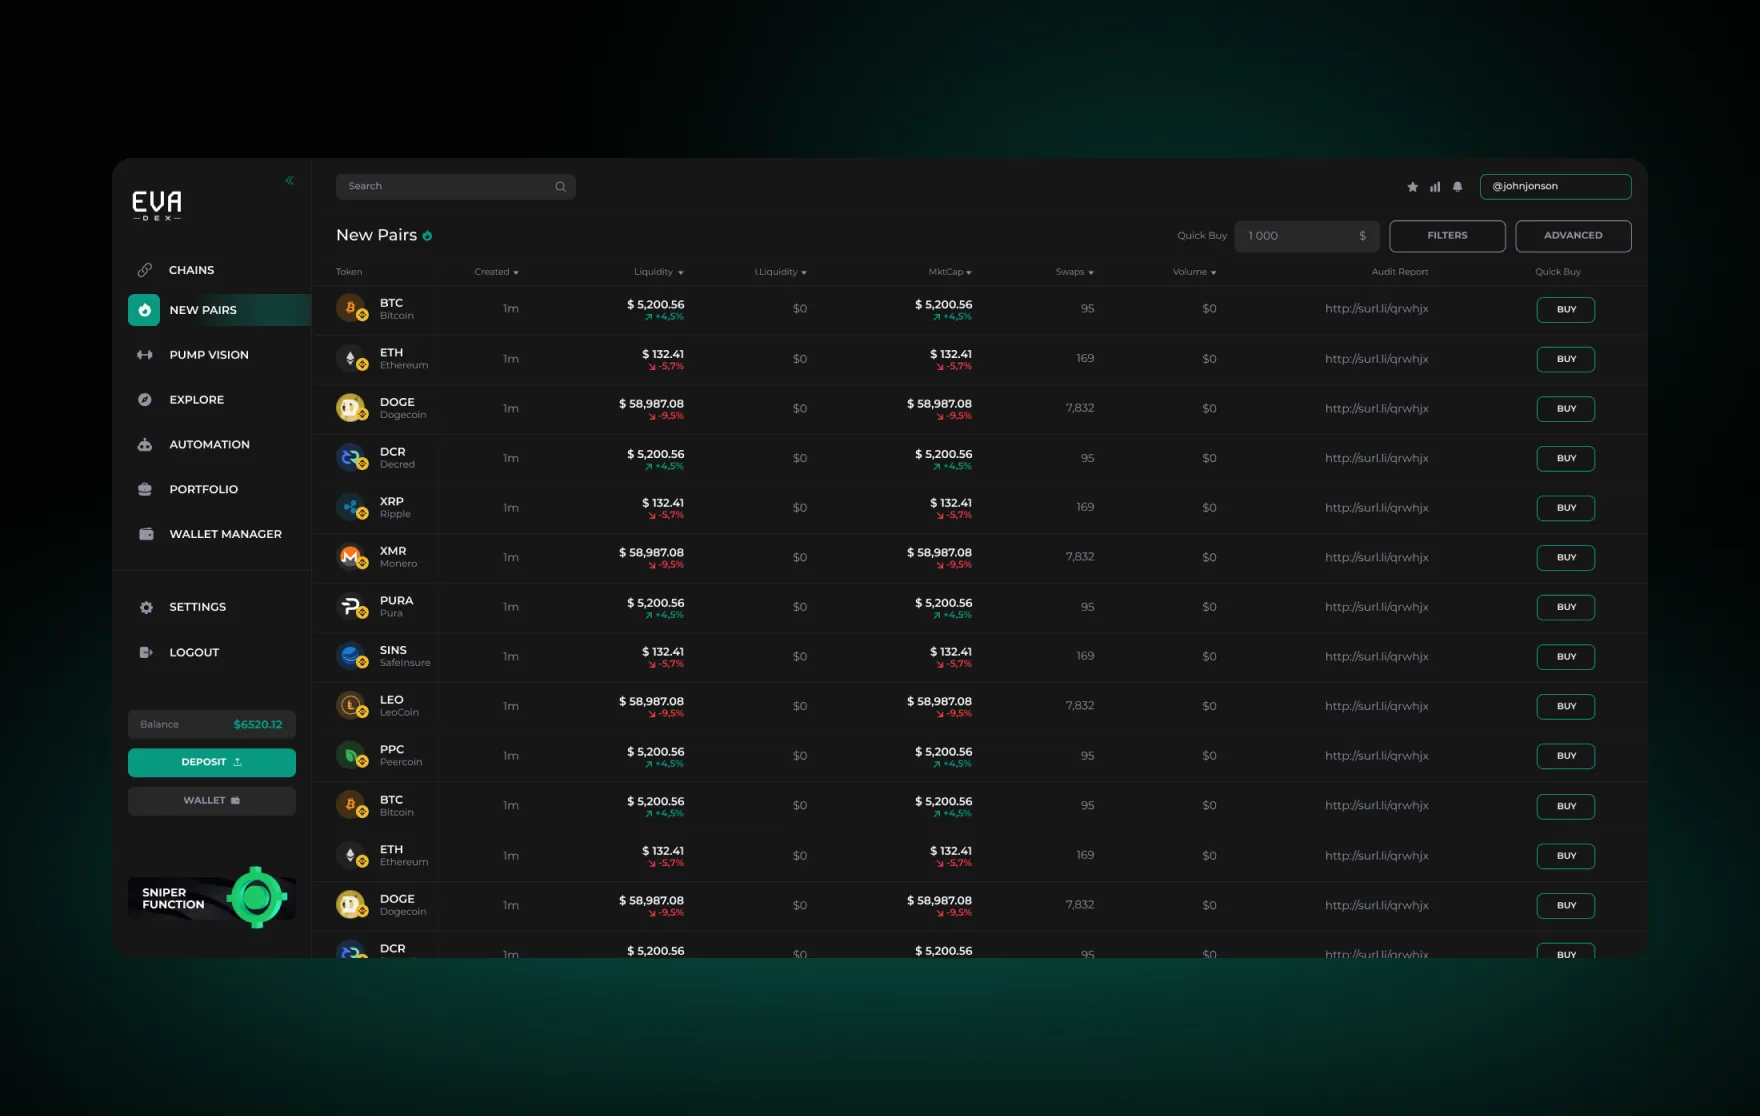 EVA
DEX
Search
@johnjonson
New Pairs
Quick Buy 1 000 $ FILTERS ADVANCED
CHAINS
NEW PAIRS
PUMP VISION
EXPLORE
AUTOMATION
PORTFOLIO
WALLET MANAGER
SETTINGS
LOGOUT
Balance $6520.12
DEPOSIT
WALLET
SNIPER
FUNCTION
Token Created Liquidity I.Liquidity MktCap Swaps Volume Audit Report Quick Buy
BTC $ 5,200.56 $ 5,200.56
Bitcoin 1m +4,5% $0 +4,5% 95 $0 http://surl.li/qrwhjx BUY
ETH $ 132.41 $ 132.41
Ethereum 1m -5,7% $0 -5,7% 169 $0 http://surl.li/qrwhjx BUY
DOGE $ 58,987.08 $ 58,987.08
Dogecoin 1m -9,5% $0 -9,5% 7,832 $0 http://surl.li/qrwhjx BUY
DCR $ 5,200.56 $ 5,200.56
Decred 1m +4,5% $0 +4,5% 95 $0 http://surl.li/qrwhjx BUY
XRP $ 132.41 $ 132.41
Ripple 1m -5,7% $0 -5,7% 169 $0 http://surl.li/qrwhjx BUY
XMR $ 58,987.08 $ 58,987.08
Monero 1m -9,5% $0 -9,5% 7,832 $0 http://surl.li/qrwhjx BUY
PURA $ 5,200.56 $ 5,200.56
Pura 1m +4,5% $0 +4,5% 95 $0 http://surl.li/qrwhjx BUY
SINS $ 132.41 $ 132.41
SafeInsure 1m -5,7% $0 -5,7% 169 $0 http://surl.li/qrwhjx BUY
LEO $ 58,987.08 $ 58,987.08
LeoCoin 1m -9,5% $0 -9,5% 7,832 $0 http://surl.li/qrwhjx BUY
PPC $ 5,200.56 $ 5,200.56
Peercoin 1m +4,5% $0 +4,5% 95 $0 http://surl.li/qrwhjx BUY
BTC $ 5,200.56 $ 5,200.56
Bitcoin 1m +4,5% $0 +4,5% 95 $0 http://surl.li/qrwhjx BUY
ETH $ 132.41 $ 132.41
Ethereum 1m -5,7% $0 -5,7% 169 $0 http://surl.li/qrwhjx BUY
DOGE $ 58,987.08 $ 58,987.08
Dogecoin 1m -9,5% $0 -9,5% 7,832 $0 http://surl.li/qrwhjx BUY
DCR $ 5,200.56 $ 5,200.56
1m $0 95 $0 http://surl.li/qrwhjx BUY